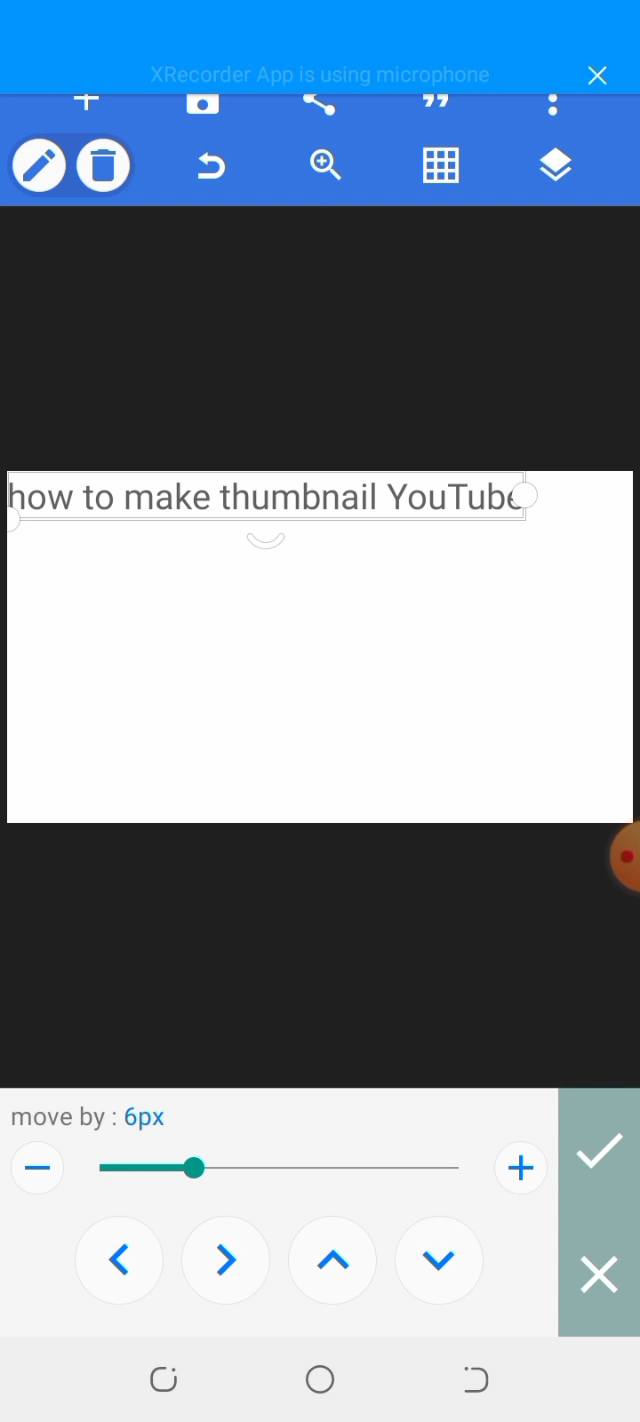 XRecorder App is using microphone
how to make thumbnail YouTube
move by : 6px